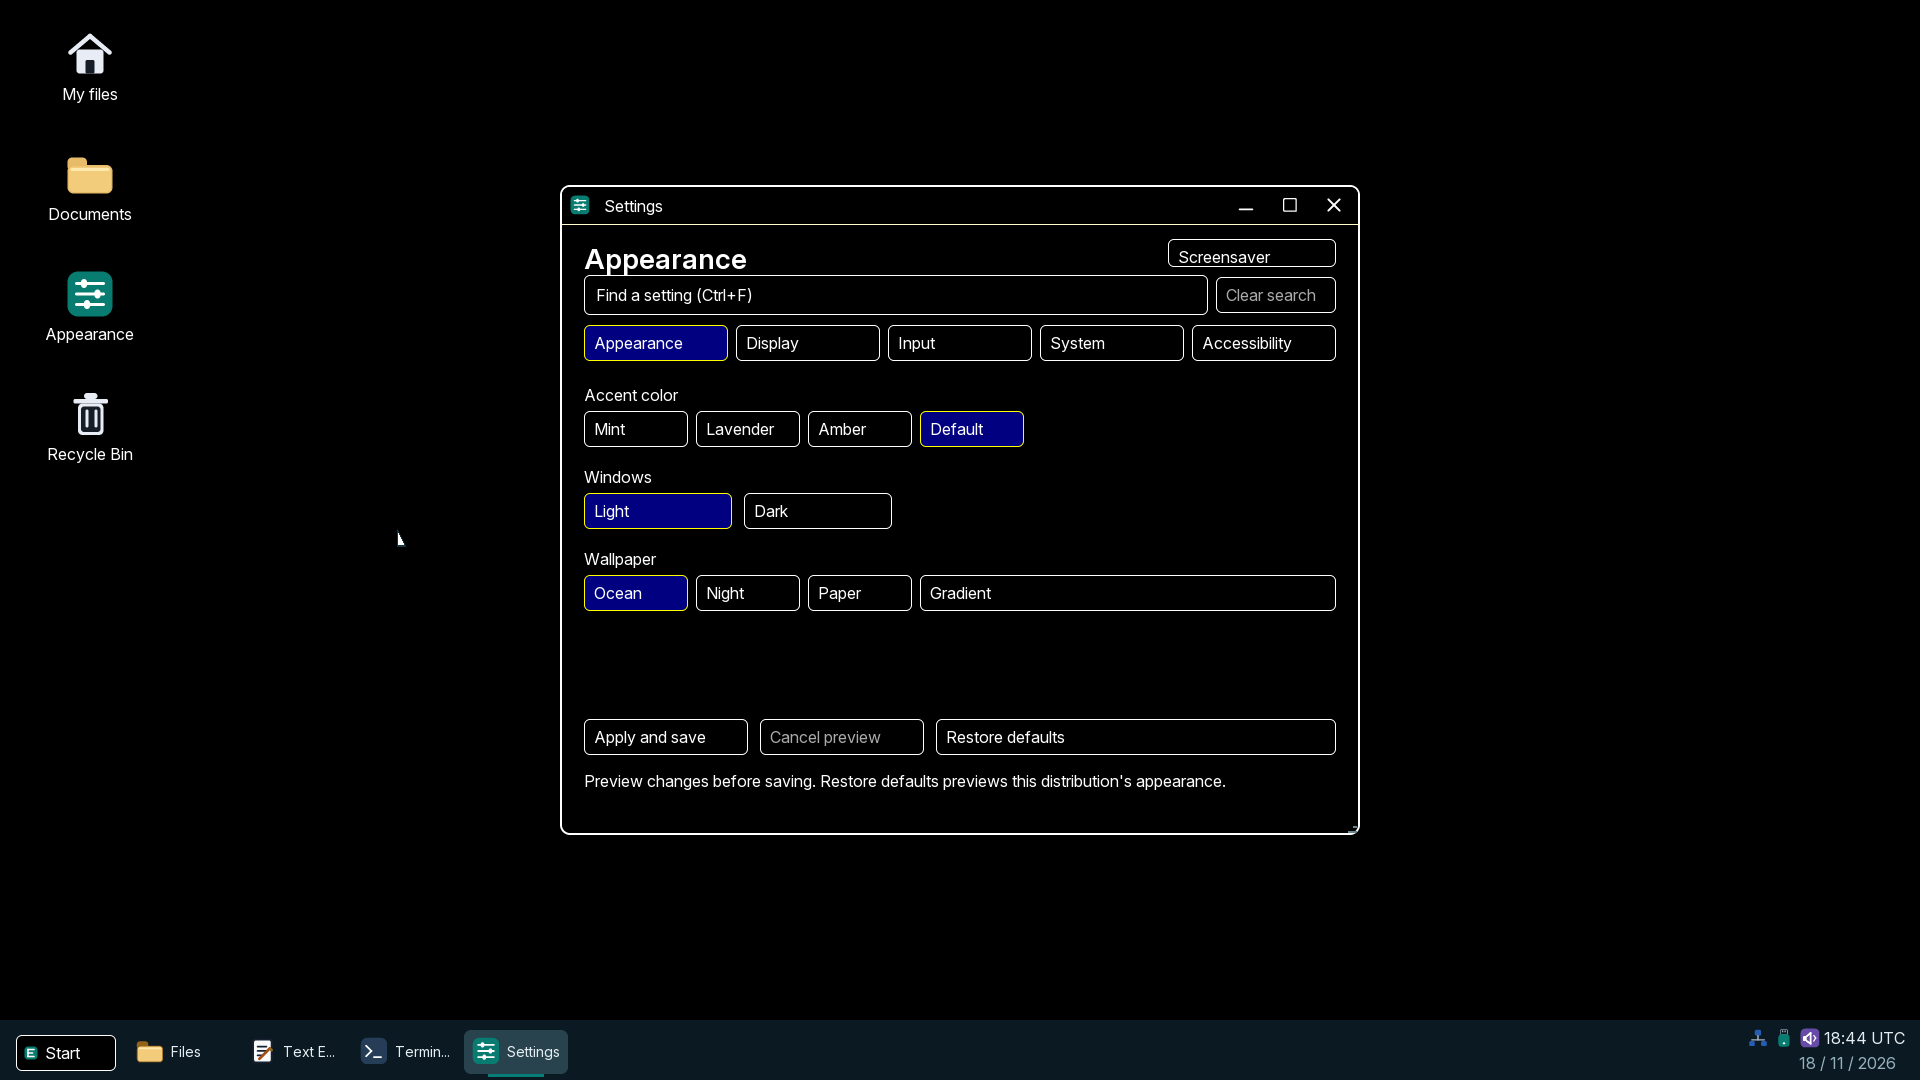 My files
Documents
Appearance
Recycle Bin
Settings
Appearance
Screensaver
Find a setting (Ctrl+F)
Clear search
Appearance
Display
Input
System
Accessibility
Accent color
Mint
Lavender
Amber
Default
Windows
Light
Dark
Wallpaper
Ocean
Night
Paper
Gradient
Apply and save
Cancel preview
Restore defaults
Preview changes before saving. Restore defaults previews this distribution's appearance.
Start
Files
Text E...
Termin...
Settings
18:44 UTC
18 / 11 / 2026